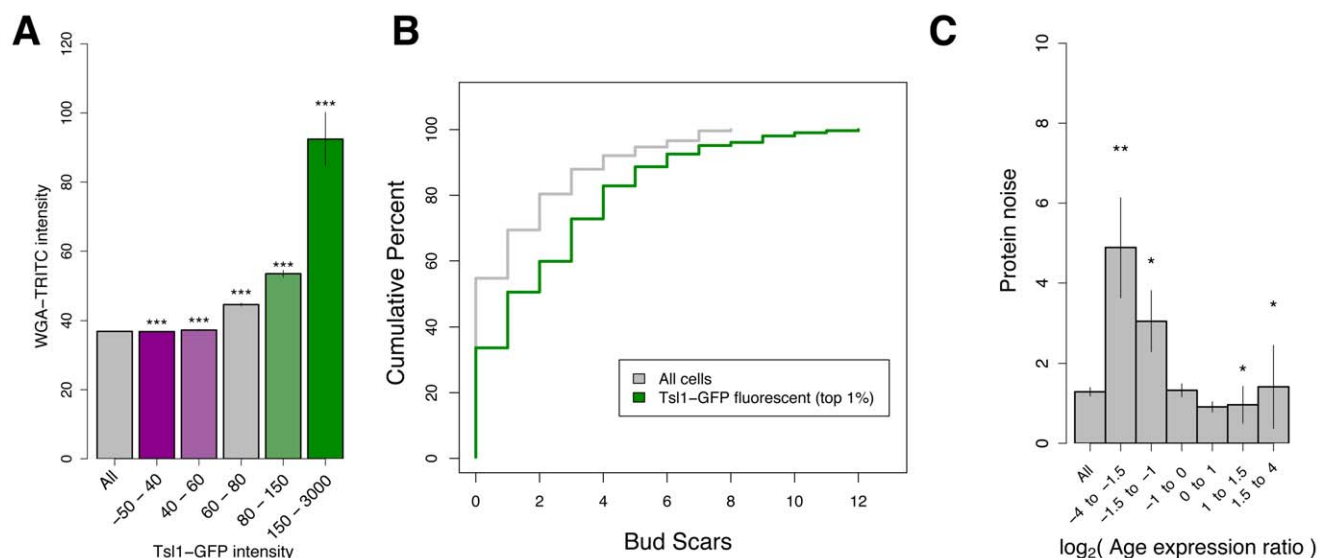 A
120
100
80
60
40
20
0
WGA−TRITC intensity
***
***
***
***
***
All
−50 − 40
40 − 60
60 − 80
80 − 150
150 − 3000
Tsl1−GFP intensity
B
100
80
60
40
20
0
Cumulative Percent
All cells
Tsl1−GFP fluorescent (top 1%)
0 2 4 6 8 10 12
Bud Scars
C
10
8
6
4
2
0
Protein noise
**
*
*
*
All
−4 to −1.5
−1.5 to −1
−1 to 0
0 to 1
1 to 1.5
1.5 to 4
log2( Age expression ratio )